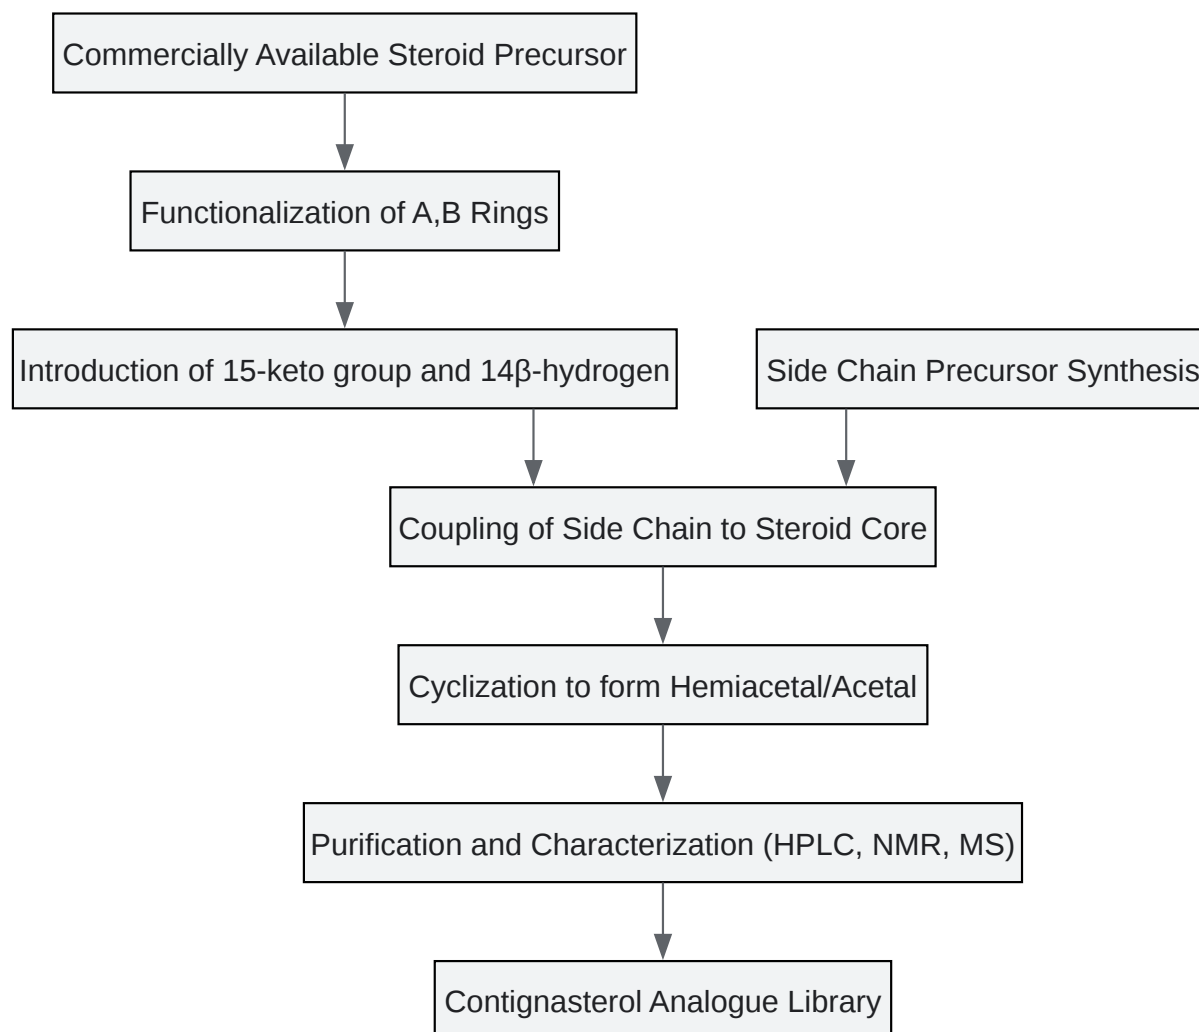 Commercially Available Steroid Precursor
Functionalization of A,B Rings
Introduction of 15-keto group and 14β-hydrogen
Side Chain Precursor Synthesis
Coupling of Side Chain to Steroid Core
Cyclization to form Hemiacetal/Acetal
Purification and Characterization (HPLC, NMR, MS)
Contignasterol Analogue Library